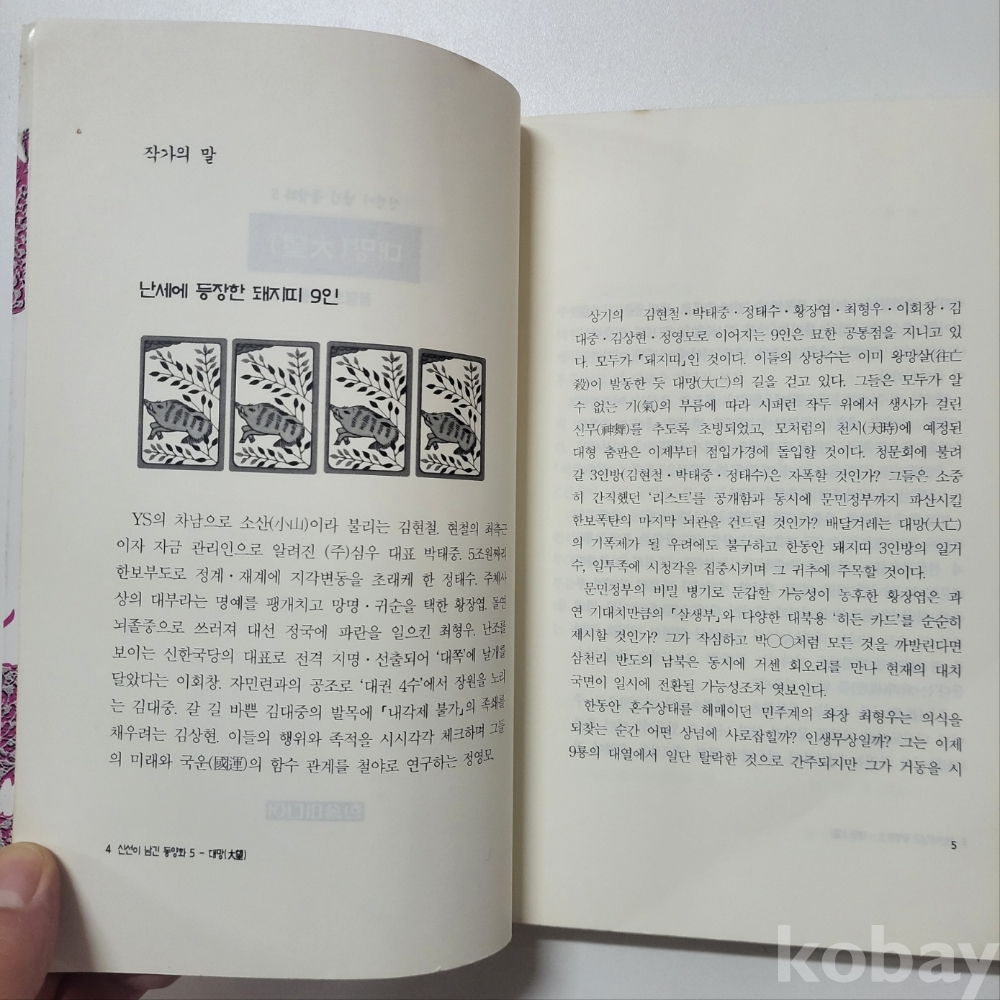 작가의 말
난세에 등장한 돼지띠 9인
YS의 차남으로 소산(小山)이라 불리는 김현철. 현철의 최측근
이자 자금 관리인으로 알려진 (주)심우 대표 박태중. 5조원짜리
한보부도로 정계·재계에 지각변동을 초래케 한 정태수. 주체사
상의 대부라는 명예를 팽개치고 망명·귀순을 택한 황장엽. 돌연
뇌졸중으로 쓰러져 대선 정국에 파란을 일으킨 최형우. 난조를
보이는 신한국당의 대표로 전격 지명·선출되어 '대쪽'에 날개를
달았다는 이회창. 자민련과의 공조로 '대권 4수'에서 장원을 노리
는 김대중. 갈 길 바쁜 김대중의 발목에 「내각제 불가」의 족쇄를
채우려는 김상현. 이들의 행위와 족적을 시시각각 체크하며 그들
의 미래와 국운(國運)의 함수 관계를 철야로 연구하는 정영모.
4 신선이 남긴 동양화 5 - 대망(大望)
상기의 김현철·박태중·정태수·황장엽·최형우·이회창·김
대중·김상현·정영모로 이어지는 9인은 묘한 공통점을 지니고 있
다. 모두가 「돼지띠」인 것이다. 이들의 상당수는 이미 왕망살(往亡
殺)이 발동한 듯 대망(大亡)의 길을 걷고 있다. 그들은 모두가 알
수 없는 기(氣)의 부름에 따라 시퍼런 작두 위에서 생사가 걸린
신무(神舞)를 추도록 초빙되었고, 모처럼의 천시(天時)에 예정된
대형 춤판은 이제부터 점입가경에 돌입할 것이다. 청문회에 불려
갈 3인방(김현철·박태중·정태수)은 자폭할 것인가? 그들은 소중
히 간직했던 '리스트'를 공개함과 동시에 문민정부까지 파산시킬
한보폭탄의 마지막 뇌관을 건드릴 것인가? 배달겨레는 대망(大亡)
의 기폭제가 될 우려에도 불구하고 한동안 돼지띠 3인방의 일거
수, 일투족에 시청각을 집중시키며 그 귀추에 주목할 것이다.
문민정부의 비밀 병기로 둔갑할 가능성이 농후한 황장엽은 과
연 기대치만큼의 「살생부」와 다양한 대북용 '히든 카드'를 순순히
제시할 것인가? 그가 작심하고 박○○처럼 모든 것을 까발린다면
삼천리 반도의 남북은 동시에 거센 회오리를 만나 현재의 대치
국면이 일시에 전환될 가능성조차 엿보인다.
한동안 혼수상태를 헤매이던 민주계의 좌장 최형우는 의식을
되찾는 순간 어떤 상념에 사로잡힐까? 인생무상일까? 그는 이제
9룡의 대열에서 일단 탈락한 것으로 간주되지만 그가 거동을 시
5
kobay